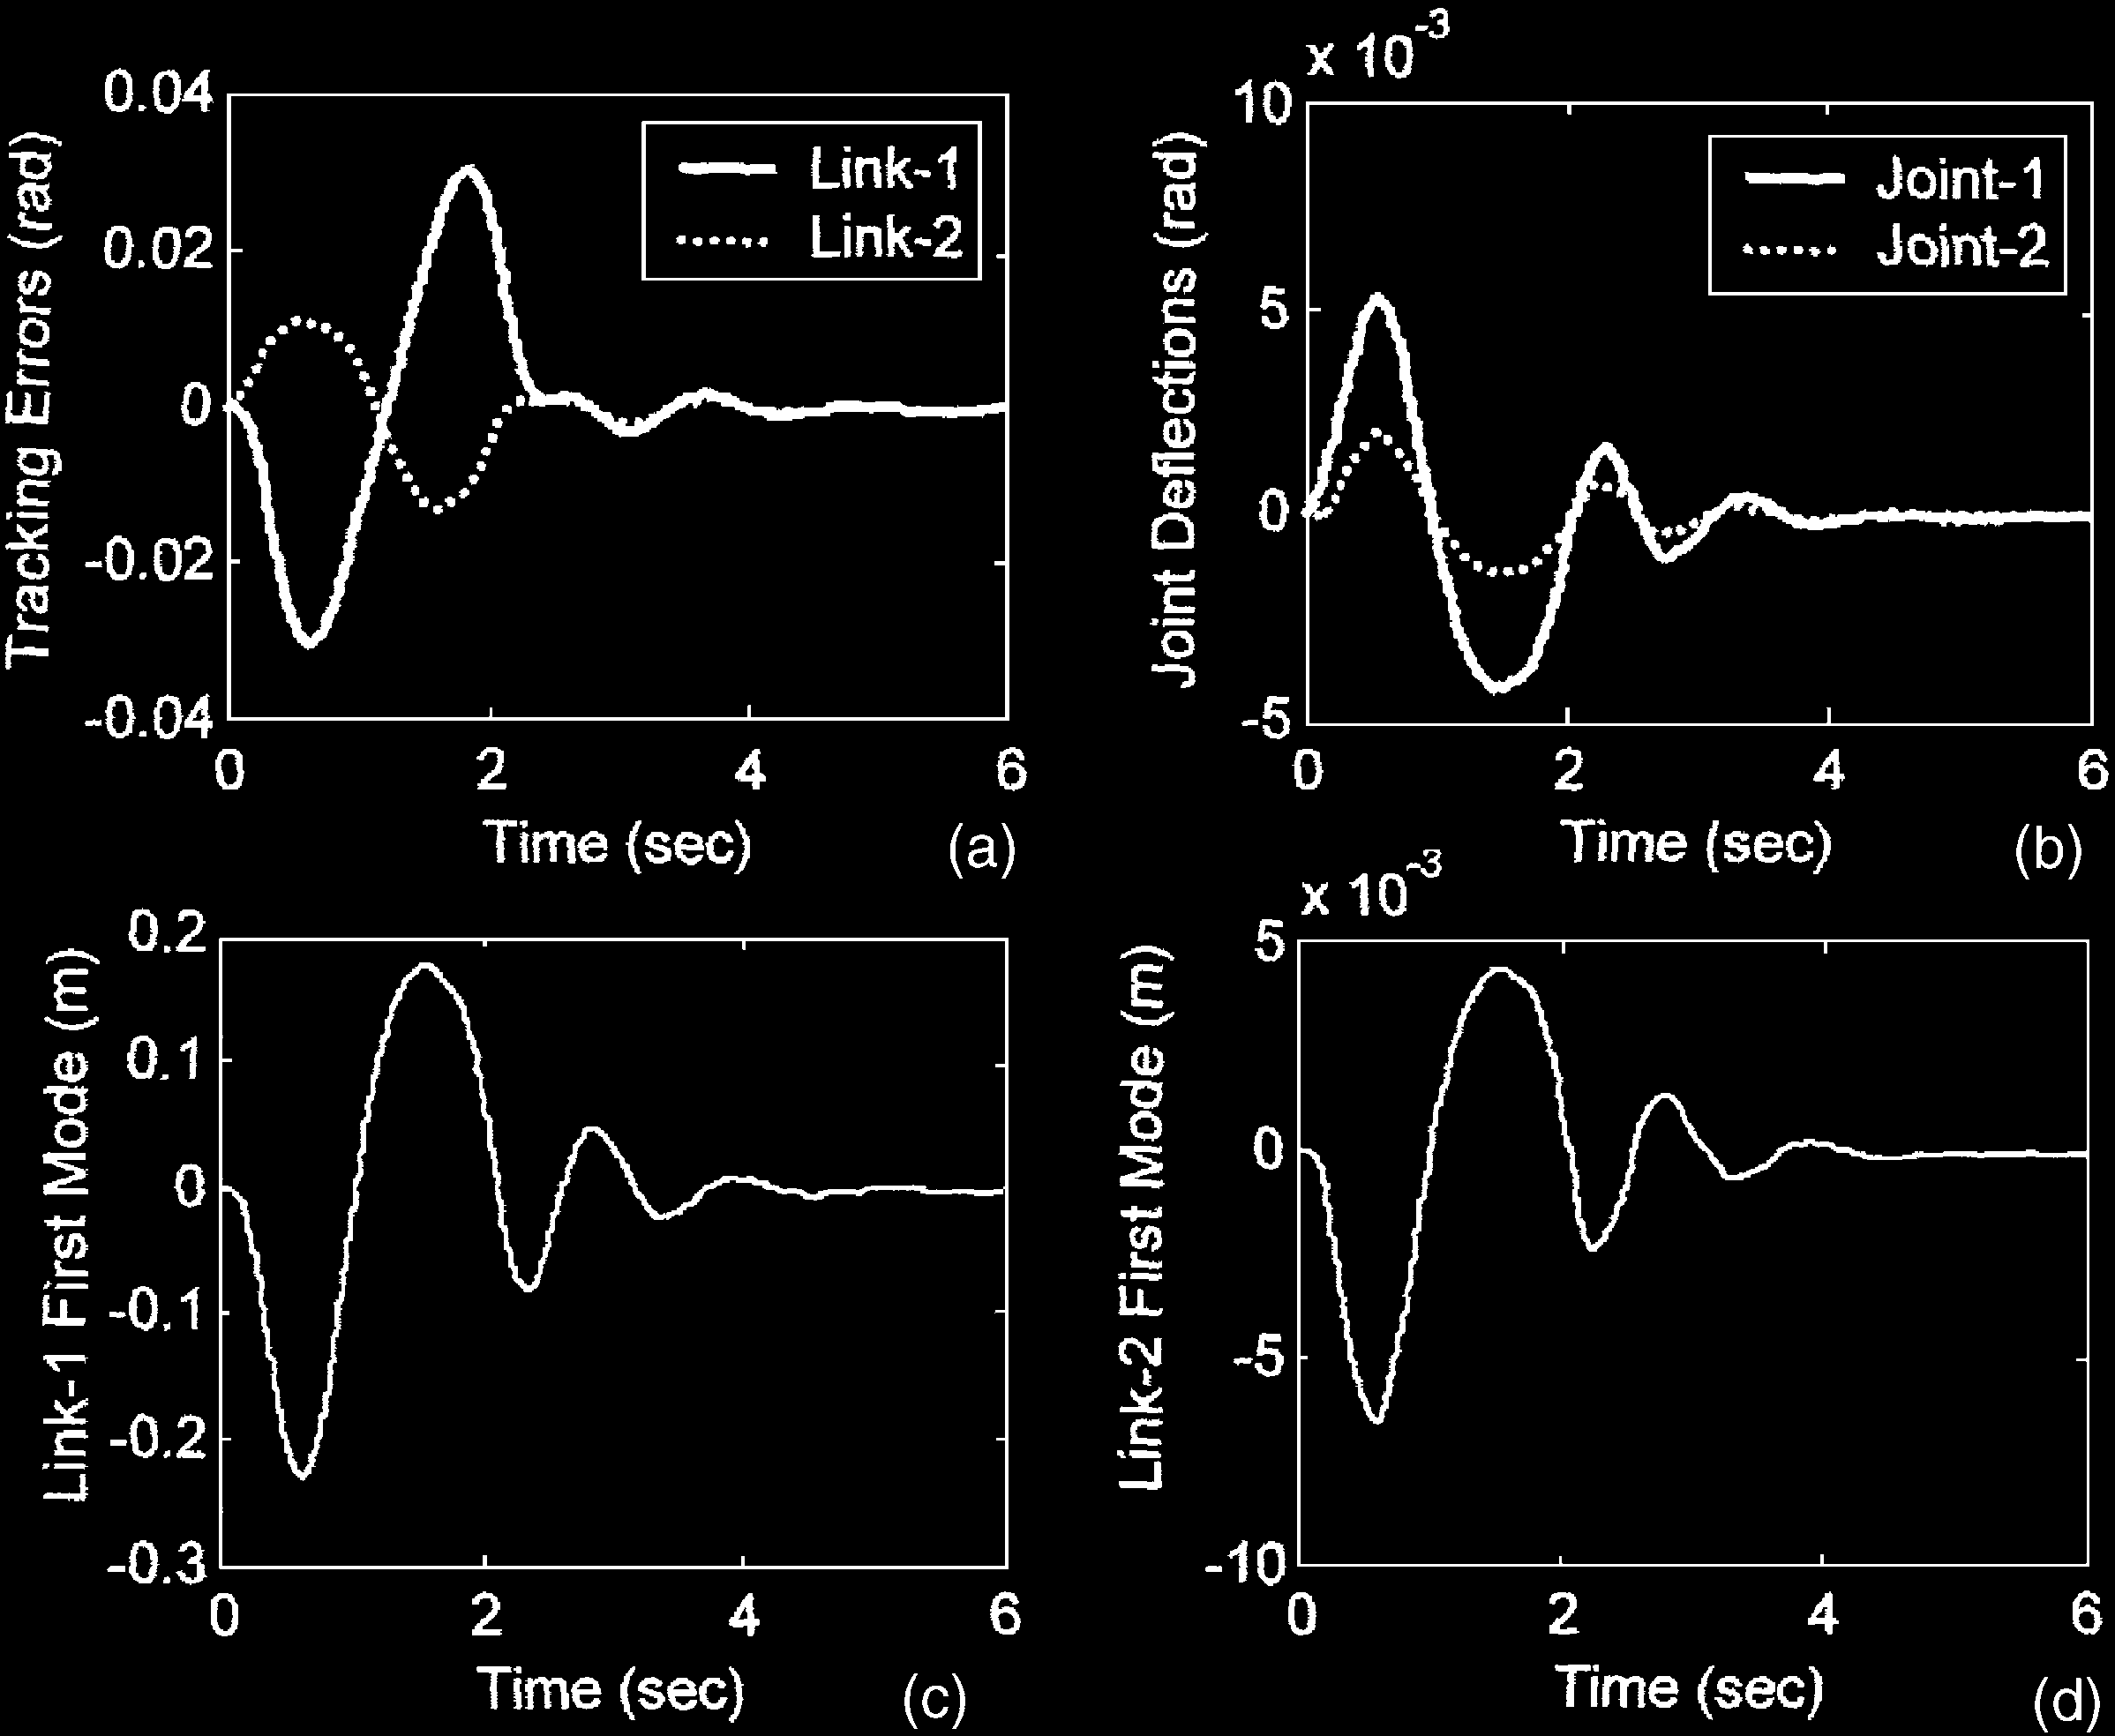 0.04
0.02
0
-0.02
-0.04
Tracking Errors (rad)
Link-1
Link-2
0 2 4 6
Time (sec) (a)
x 10^-3
10
5
0
-5
Joint Deflections (rad)
Joint-1
Joint-2
0 2 4 6
Time (sec) (b)
0.2
0.1
0
-0.1
-0.2
-0.3
Link-1 First Mode (m)
0 2 4 6
Time (sec) (c)
x 10^-3
5
0
-5
-10
Link-2 First Mode (m)
0 2 4 6
Time (sec) (d)